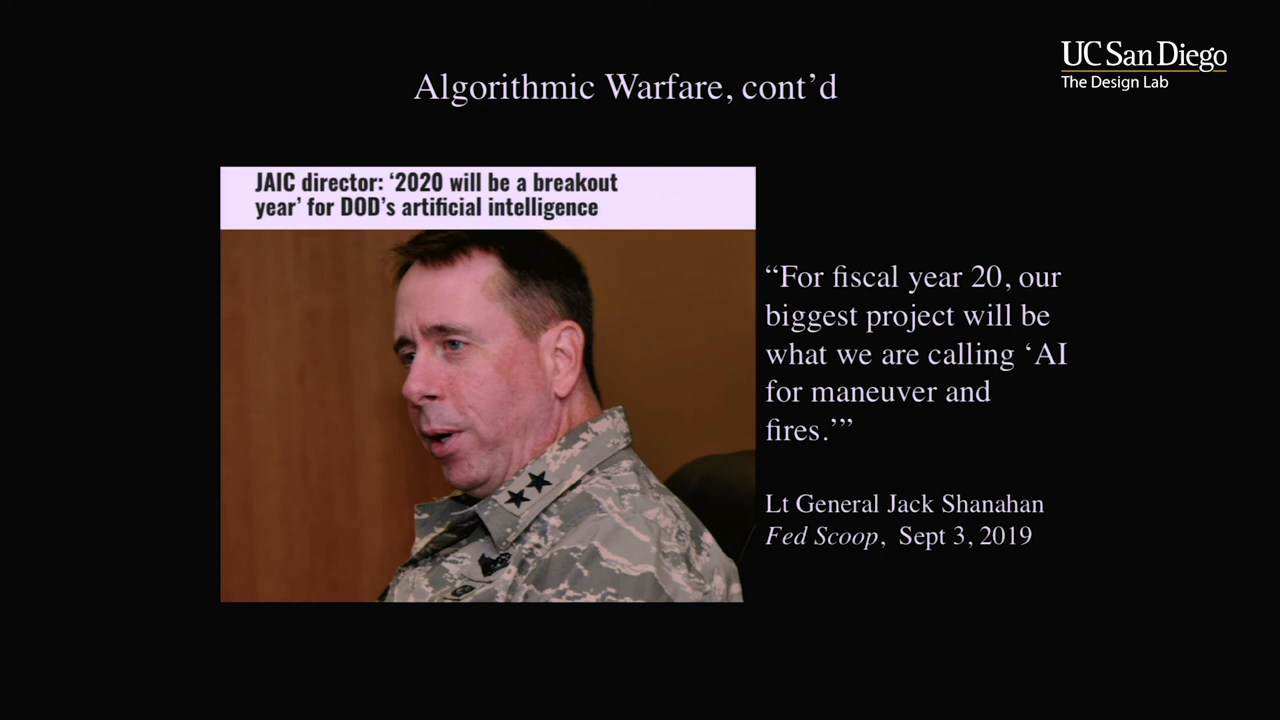 UC San Diego
The Design Lab
Algorithmic Warfare, cont’d
JAIC director: ‘2020 will be a breakout
year’ for DOD’s artificial intelligence
“For fiscal year 20, our
biggest project will be
what we are calling ‘AI
for maneuver and
fires.’”
Lt General Jack Shanahan
Fed Scoop, Sept 3, 2019